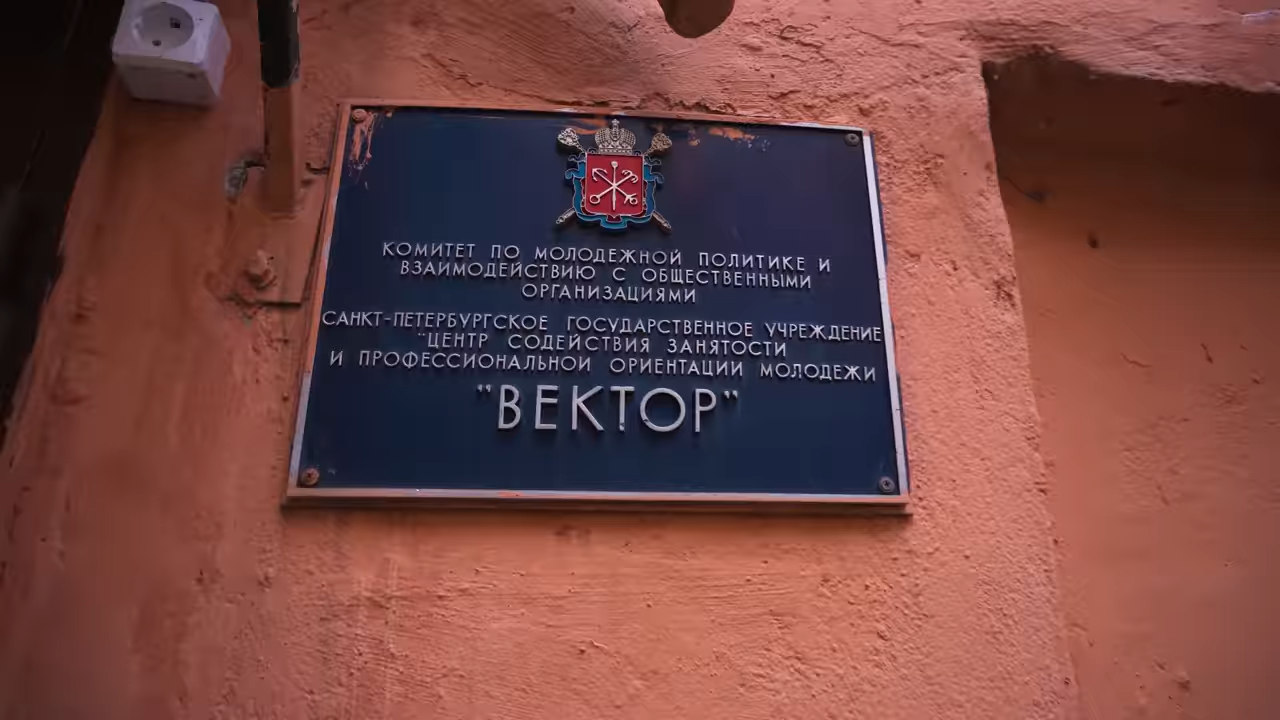 КОМИТЕТ ПО МОЛОДЕЖНОЙ ПОЛИТИКЕ И
ВЗАИМОДЕЙСТВИЮ С ОБЩЕСТВЕННЫМИ
ОРГАНИЗАЦИЯМИ
САНКТ-ПЕТЕРБУРГСКОЕ ГОСУДАРСТВЕННОЕ УЧРЕЖДЕНИЕ
"ЦЕНТР СОДЕЙСТВИЯ ЗАНЯТОСТИ
И ПРОФЕССИОНАЛЬНОЙ ОРИЕНТАЦИИ МОЛОДЕЖИ
"ВЕКТОР"